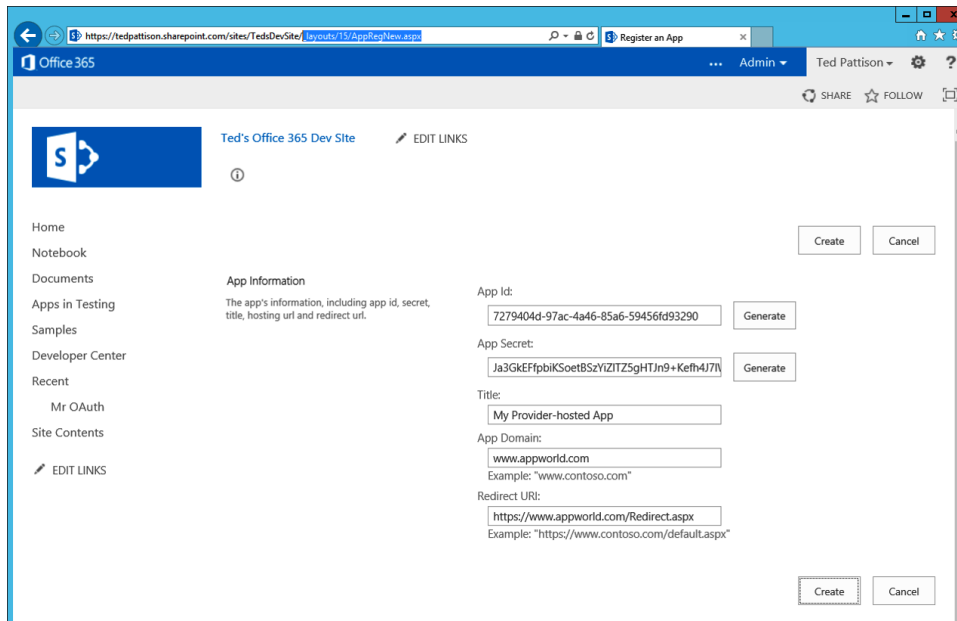 https://tedpattison.sharepoint.com/sites/TedsDevSite/_layouts/15/AppRegNew.aspx
Register an App
Office 365
Admin
Ted Pattison
?
SHARE
FOLLOW
S
Ted's Office 365 Dev SIte
EDIT LINKS
Home
Notebook
Documents
Apps in Testing
Samples
Developer Center
Recent
Mr OAuth
Site Contents
EDIT LINKS
Create
Cancel
App Information
The app's information, including app id, secret,
title, hosting url and redirect url.
App Id:
7279404d-97ac-4a46-85a6-59456fd93290
Generate
App Secret:
Ja3GkEFfpbiKSoetBSzYiZlTZ5gHTJn9+Kefh4J7l
Generate
Title:
My Provider-hosted App
App Domain:
www.appworld.com
Example: "www.contoso.com"
Redirect URI:
https://www.appworld.com/Redirect.aspx
Example: "https://www.contoso.com/default.aspx"
Create
Cancel